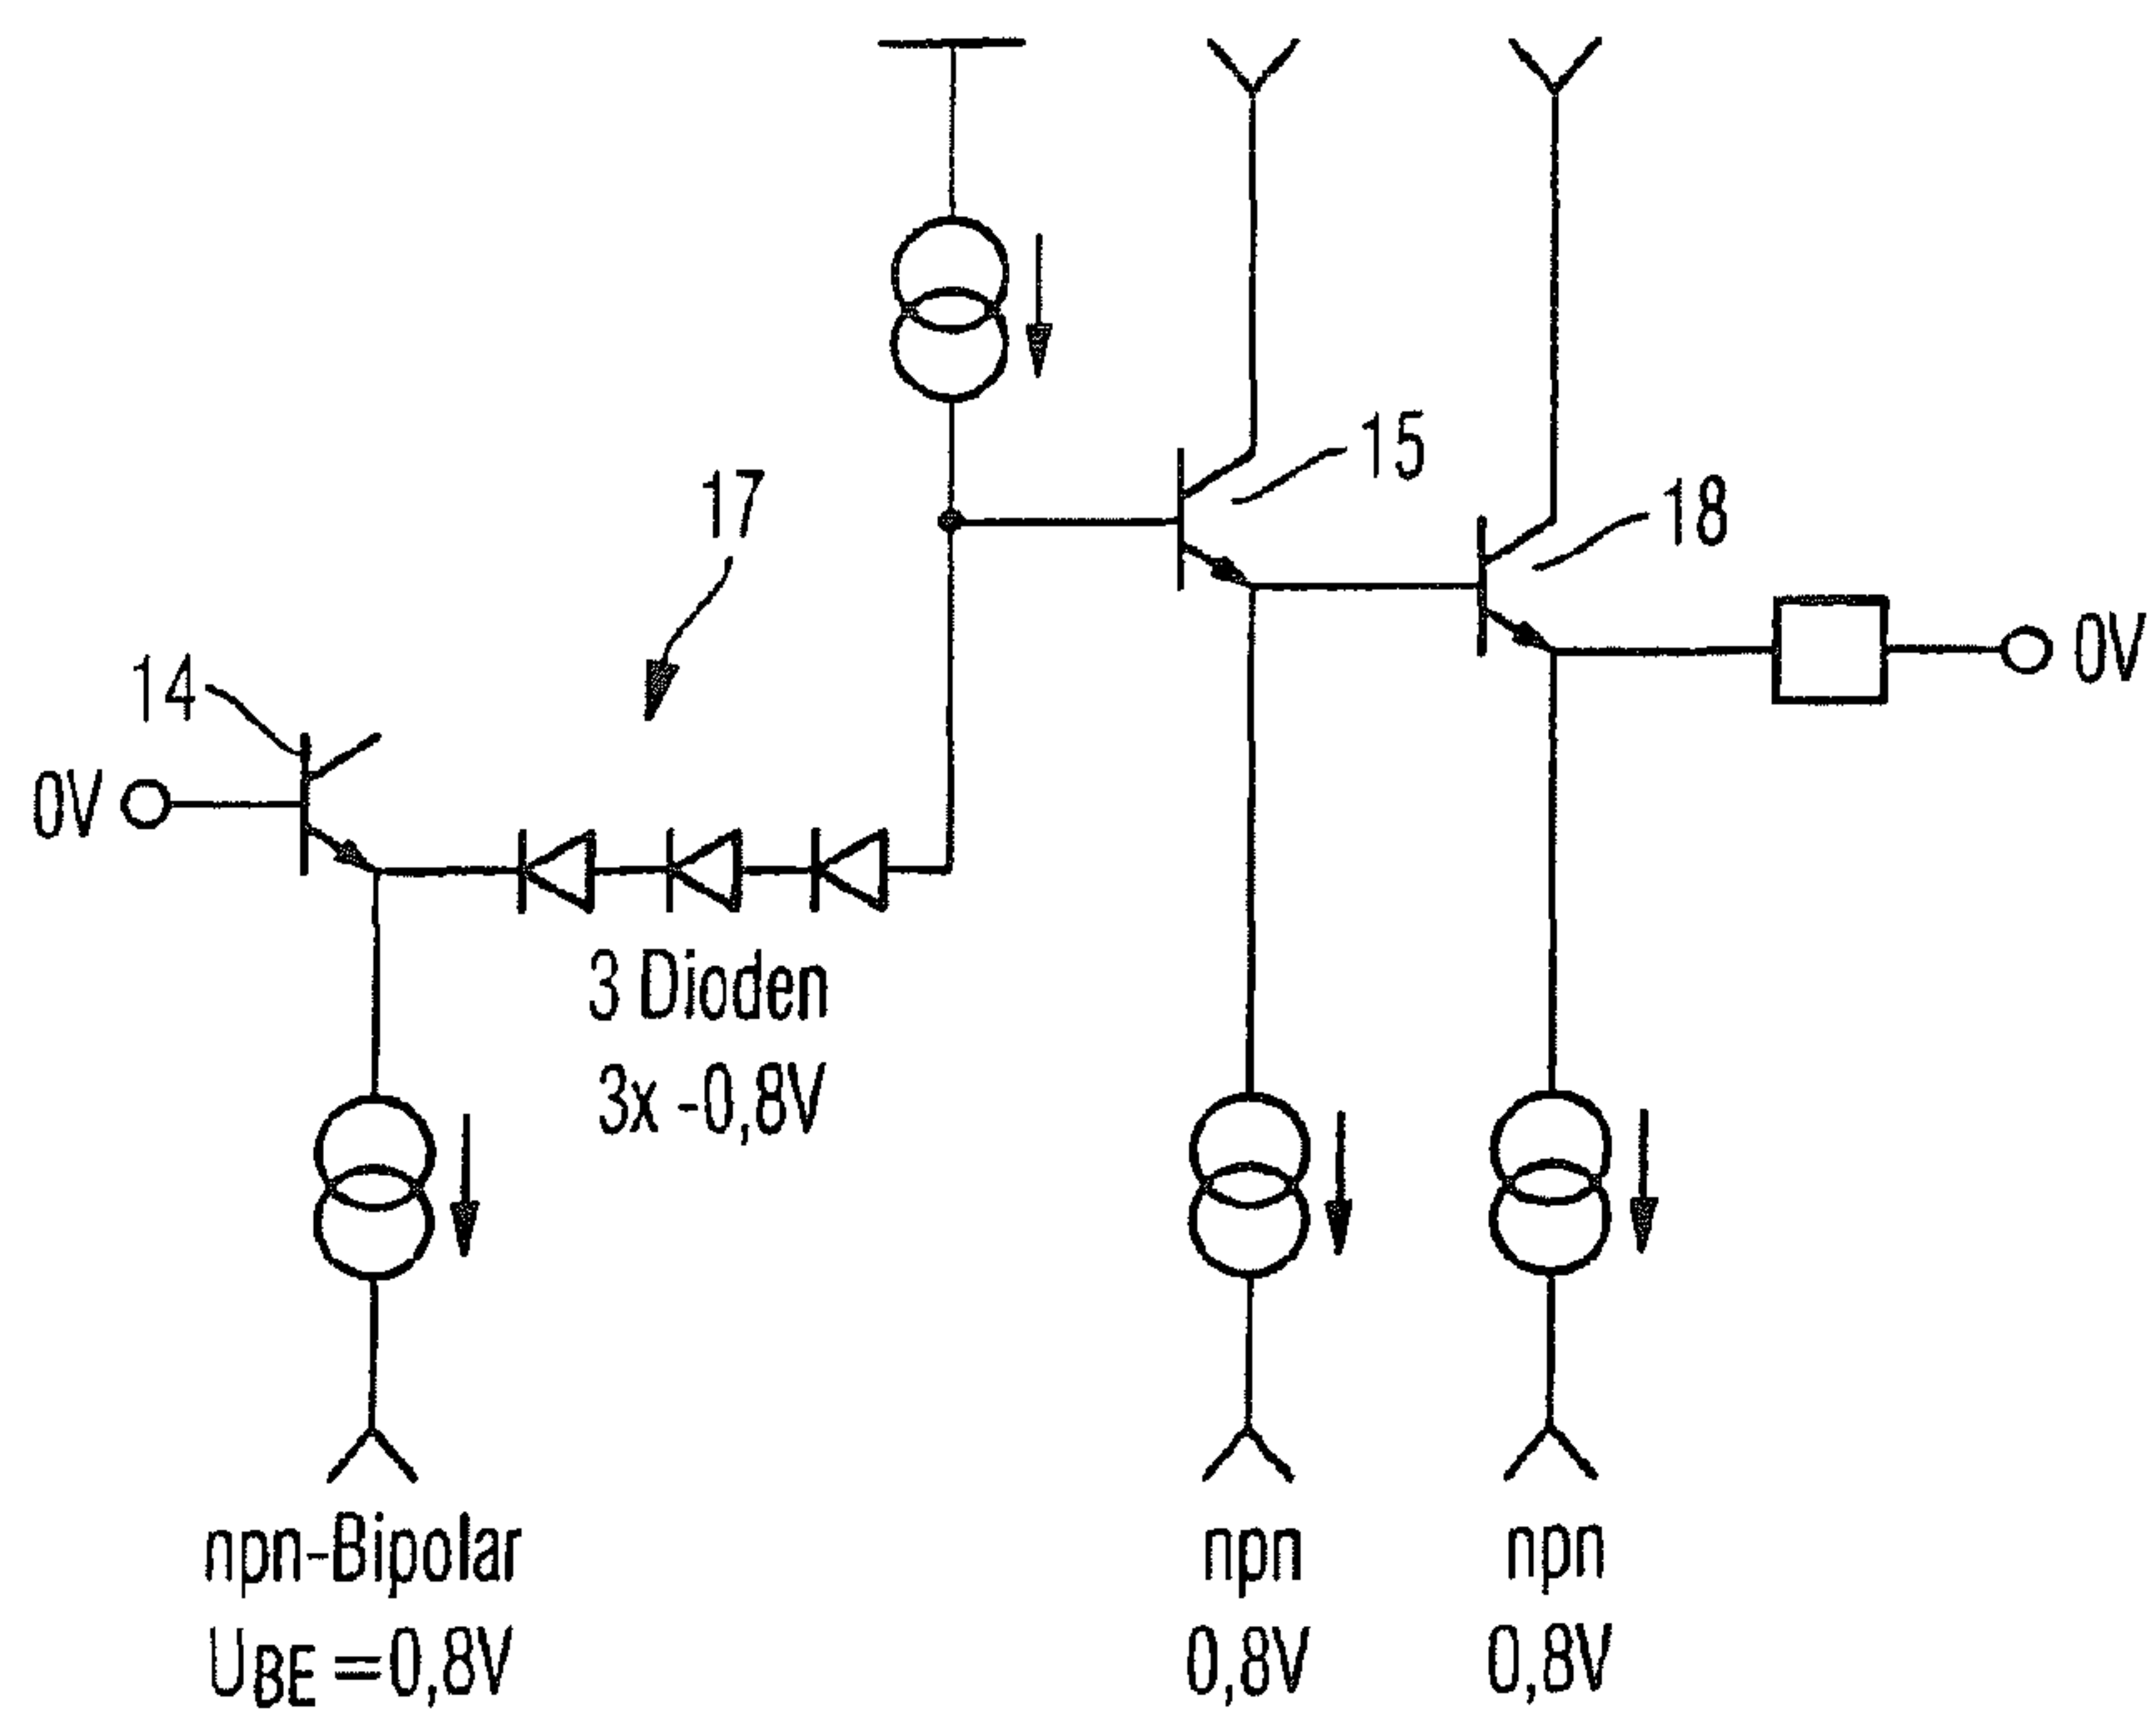 17
15
18
14
0V
0V
3 Dioden
3x -0,8V
npn-Bipolar
UBE =0,8V
npn
0,8V
npn
0,8V